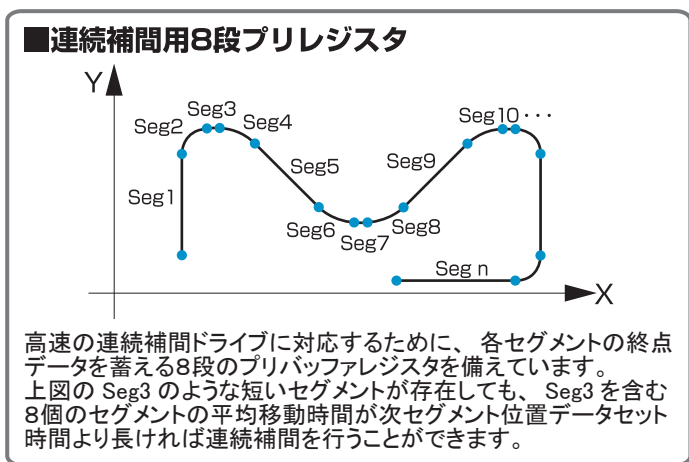 ■連続補間用8段プリレジスタ
Y
Seg3
Seg2
Seg4
Seg10･･･
Seg5
Seg9
Seg1
Seg6
Seg8
Seg7
Seg n
X
高速の連続補間ドライブに対応するために、各セグメントの終点
データを蓄える8段のプリバッファレジスタを備えています。
上図の Seg3 のような短いセグメントが存在しても、Seg3 を含む
8個のセグメントの平均移動時間が次セグメント位置データセット
時間より長ければ連続補間を行うことができます。